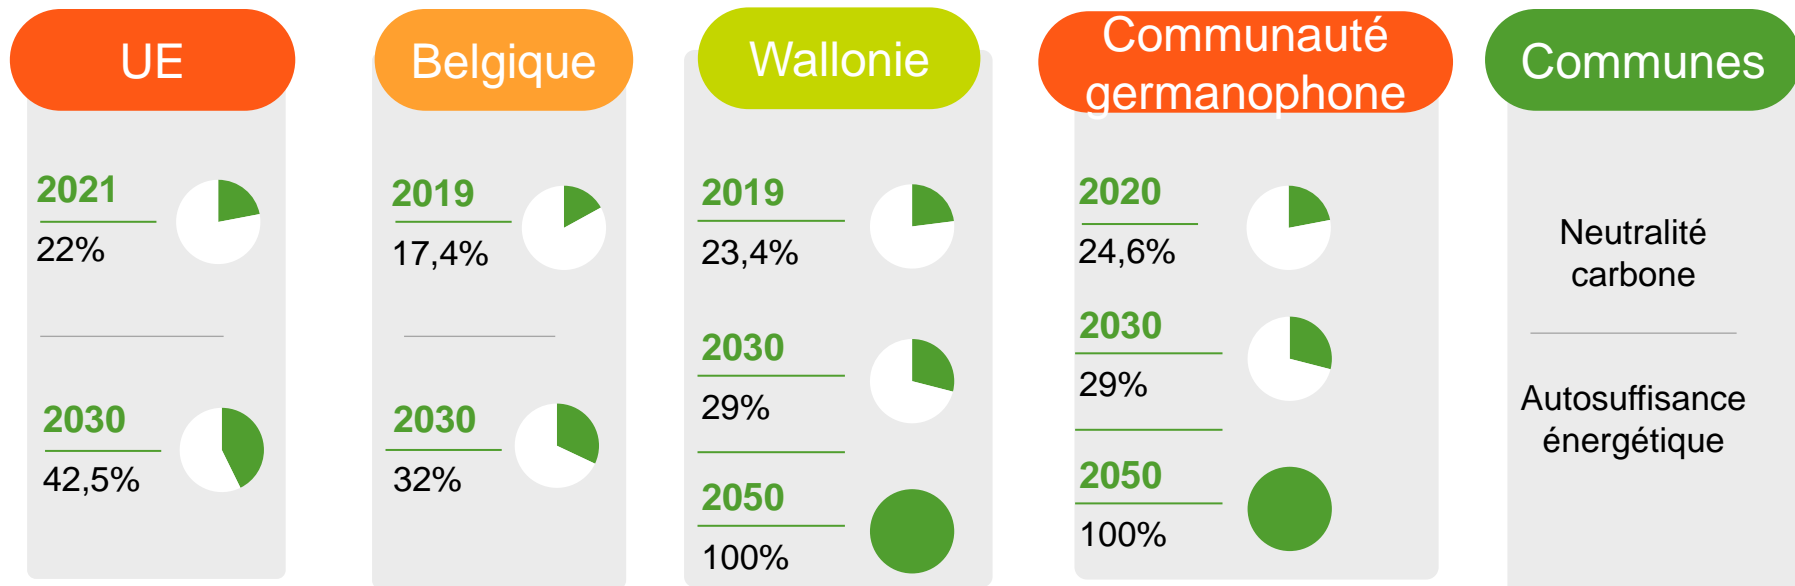 UE
2021
22%
2030
42,5%
Belgique
2019
17,4%
2030
32%
Wallonie
2019
23,4%
2030
29%
2050
100%
Communauté
germanophone
2020
24,6%
2030
29%
2050
100%
Communes
Neutralité
carbone
Autosuffisance
énergétique